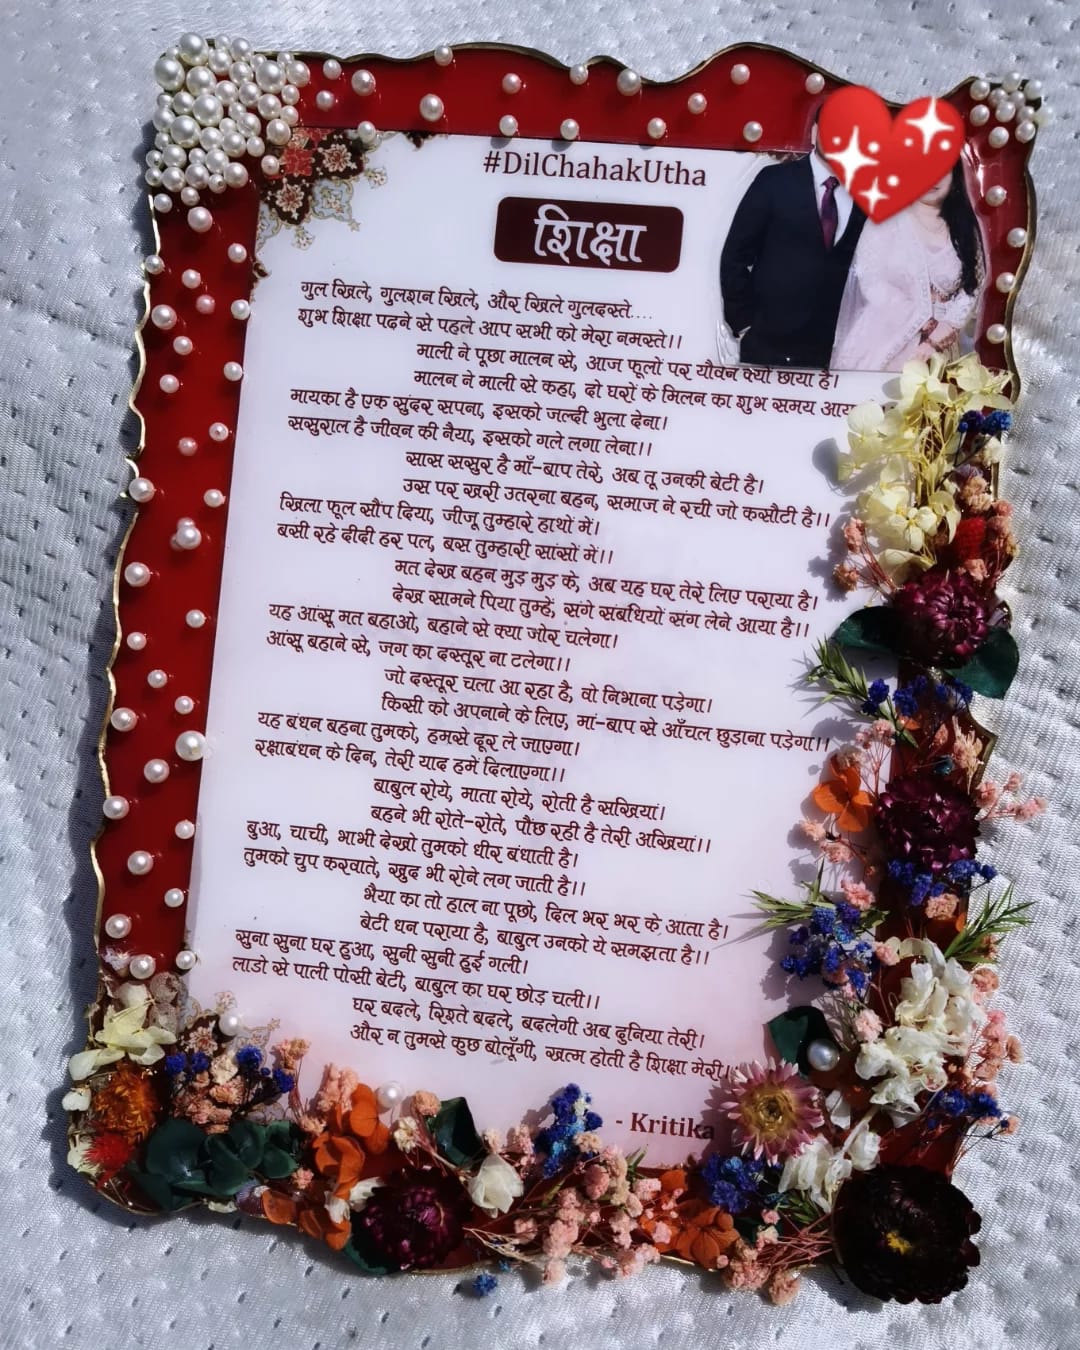 #DilChahakUtha
शिक्षा
गुल खिले, गुलशन खिले, और खिले गुलदस्ते....
शुभ शिक्षा पढ़ने से पहले आप सभी को मेरा नमस्ते।।
माली ने पूछा मालन से, आज फूलों पर यौवन क्यों छाया है।
मालन ने माली से कहा, दो घरों के मिलन का शुभ समय
मायका है एक सुंदर सपना, इसको जल्दी भुला देना।
ससुराल है जीवन की नैया, इसको गले लगा लेना।।
सास ससुर है माँ-बाप तेरे, अब तू उनकी बेटी है।
उस पर खरी उतरना बहन, समाज ने रची जो कसौटी है।।
खिला फूल सौंप दिया, जीजू तुम्हारे हाथो में।
बसी रहे दीदी हर पल, बस तुम्हारी सांसों में।।
मत देख बहन मुड़ मुड़ के, अब यह घर तेरे लिए पराया है।
देख सामने पिया तुम्हें, संगे संबधियों संग लेने आया है।।
यह आंसू मत बहाओ, बहाने से क्या जोर चलेगा।
आंसू बहाने से, जग का दस्तूर ना टलेगा।।
जो दस्तूर चला आ रहा है, वो निभाना पड़ेगा।
किसी को अपनाने के लिए, मां-बाप से आँचल छुड़ाना पड़ेगा।।
यह बंधन बहना तुमको, हमसे दूर ले जाएगा।
रक्षाबंधन के दिन, तेरी याद हमें दिलाएगा।।
बाबुल रोये, माता रोये, रोती है सखियां।
बहने भी रोते-रोते, पौंछ रही है तेरी अखियां।।
बुआ, चाची, भाभी देखो तुमको धीर बंधाती है।
तुमको चुप करवाते, खुद भी रोने लग जाती है।।
भैया का तो हाल ना पूछो, दिल भर भर के आता है।
बेटी धन पराया है, बाबुल उनको ये समझता है।।
सुना सुना घर हुआ, सुनी सुनी हुई गली।
लाडो से पाली पोसी बेटी, बाबुल का घर छोड़ चली।।
घर बदले, रिश्ते बदले, बदलेगी अब दुनिया तेरी।
और न तुमसे कुछ बोलूँगी, खत्म होती है शिक्षा मेरी।
- Kritika